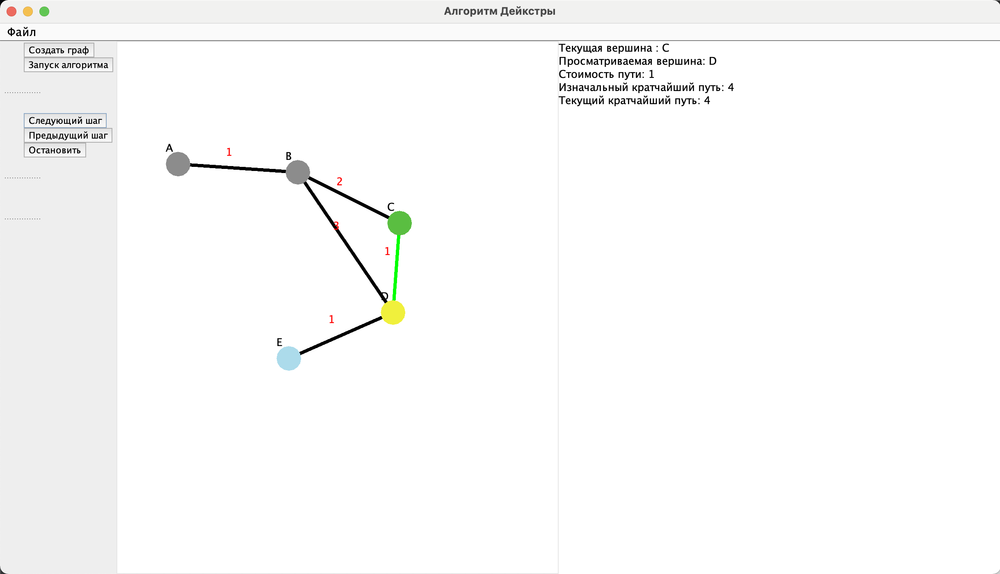 Алгоритм Дейкстры
Файл
Создать граф
Запуск алгоритма
Следующий шаг
Предыдущий шаг
Остановить
A
1
B
2
C
3
1
D
1
E
Текущая вершина : C
Просматриваемая вершина: D
Стоимость пути: 1
Изначальный кратчайший путь: 4
Текущий кратчайший путь: 4